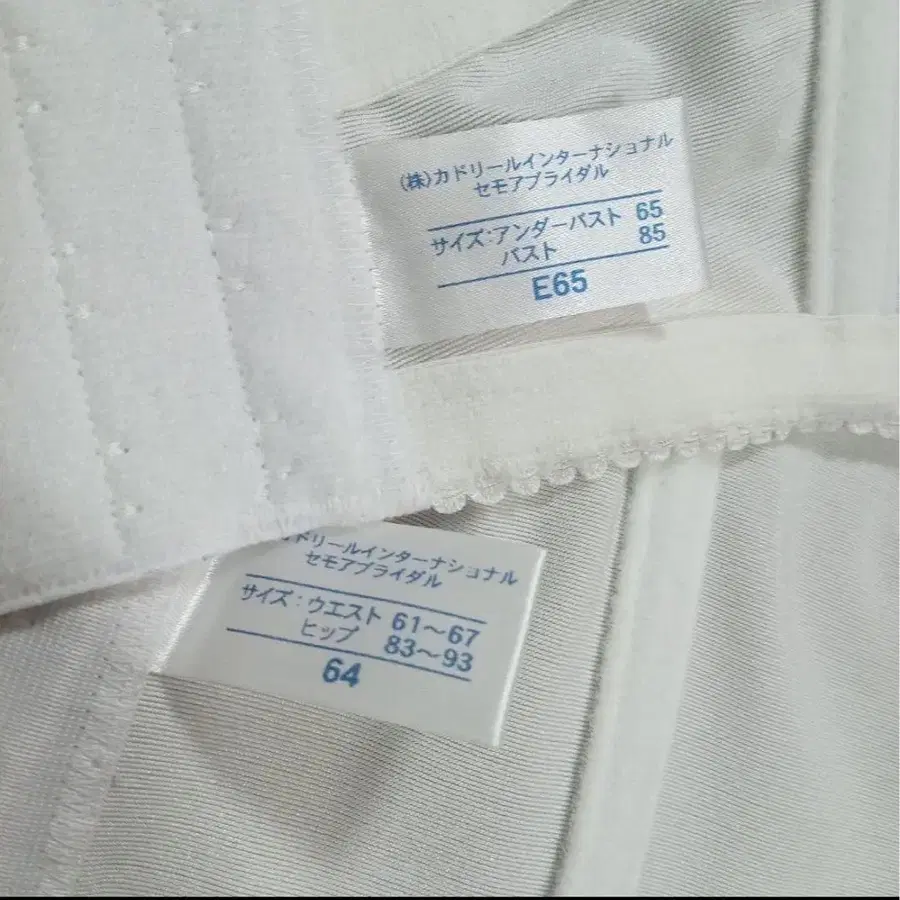 (株)カドリールインターナショナル
セモアブライダル
サイズ:アンダーバスト 65
バスト 85
E65
ドリールインターナショナル
セモアブライダル
サイズ:ウエスト 61～67
ヒップ 83～93
64